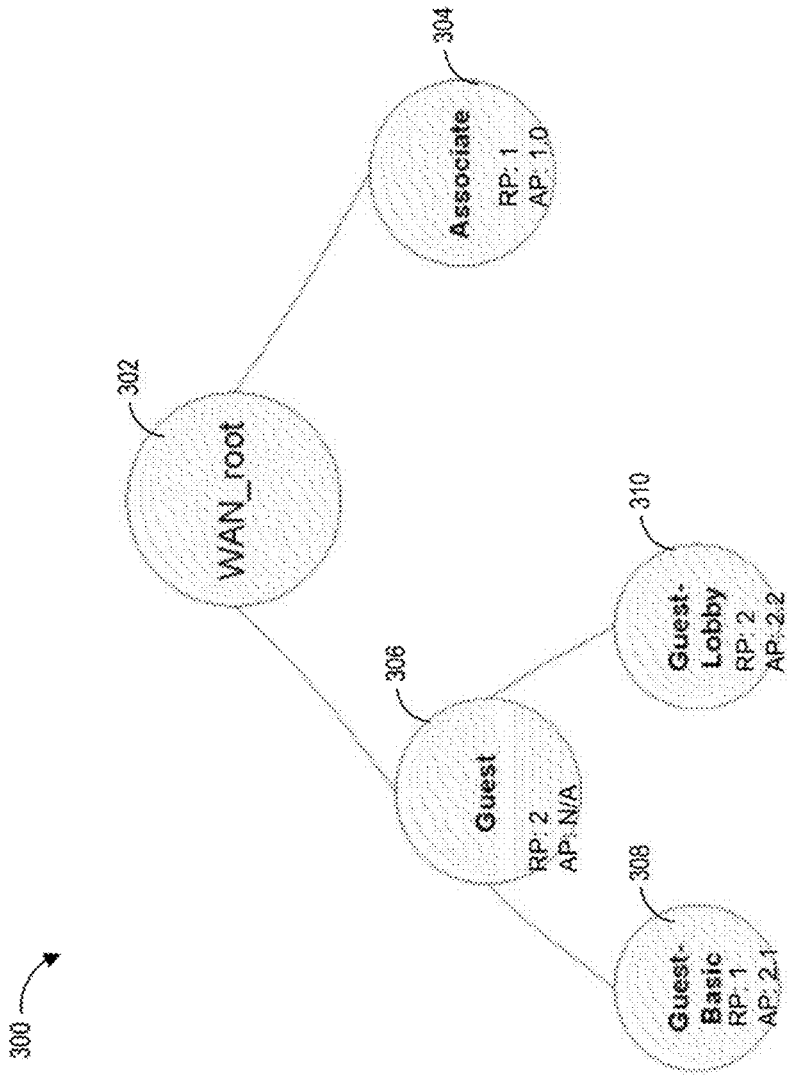 300
302
WAN_root
304
Associate
RP: 1
AP: 1.0
306
Guest
RP: 2
AP: N/A
308
Guest-
Basic
RP: 1
AP: 2.1
310
Guest-
Lobby
RP: 2
AP: 2.2